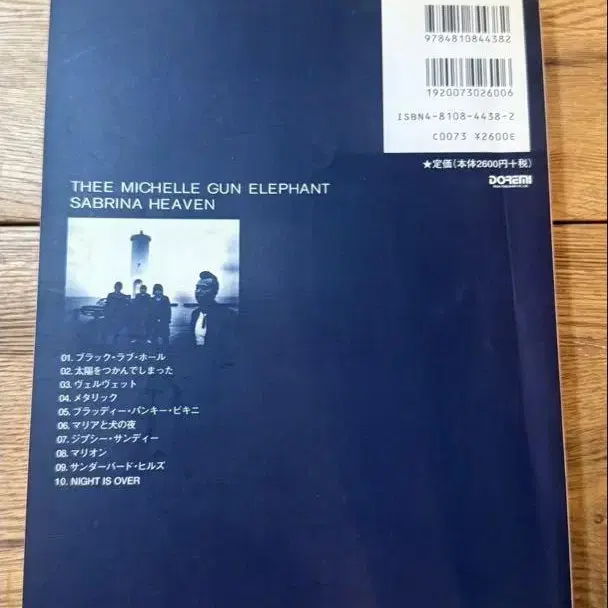 9784810844382
1920073026006
ISBN4-8108-4438-2
C0073 ¥2600E
★定価(本体2600円+税)
DOREMI
THEE MICHELLE GUN ELEPHANT
SABRINA HEAVEN
01. ブラック・ラブ・ホール
02. 太陽をつかんでしまった
03. ヴェルヴェット
04. メタリック
05. ブラッディー・パンキー・ビキニ
06. マリアと犬の夜
07. ジプシー・サンディー
08. マリオン
09. サンダーバード・ヒルズ
10. NIGHT IS OVER